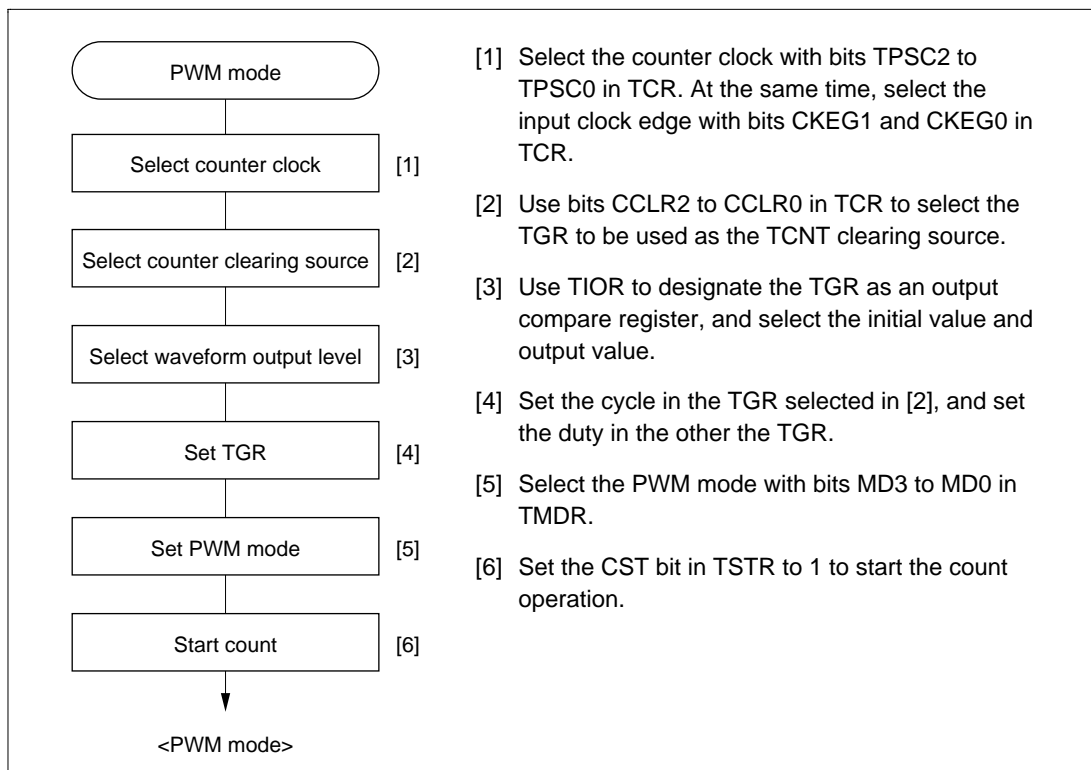 PWM mode
Select counter clock
[1]
Select counter clearing source
[2]
Select waveform output level
[3]
Set TGR
[4]
Set PWM mode
[5]
Start count
[6]
<PWM mode>
[1] Select the counter clock with bits TPSC2 to
TPSC0 in TCR. At the same time, select the
input clock edge with bits CKEG1 and CKEG0 in
TCR.
[2] Use bits CCLR2 to CCLR0 in TCR to select the
TGR to be used as the TCNT clearing source.
[3] Use TIOR to designate the TGR as an output
compare register, and select the initial value and
output value.
[4] Set the cycle in the TGR selected in [2], and set
the duty in the other the TGR.
[5] Select the PWM mode with bits MD3 to MD0 in
TMDR.
[6] Set the CST bit in TSTR to 1 to start the count
operation.